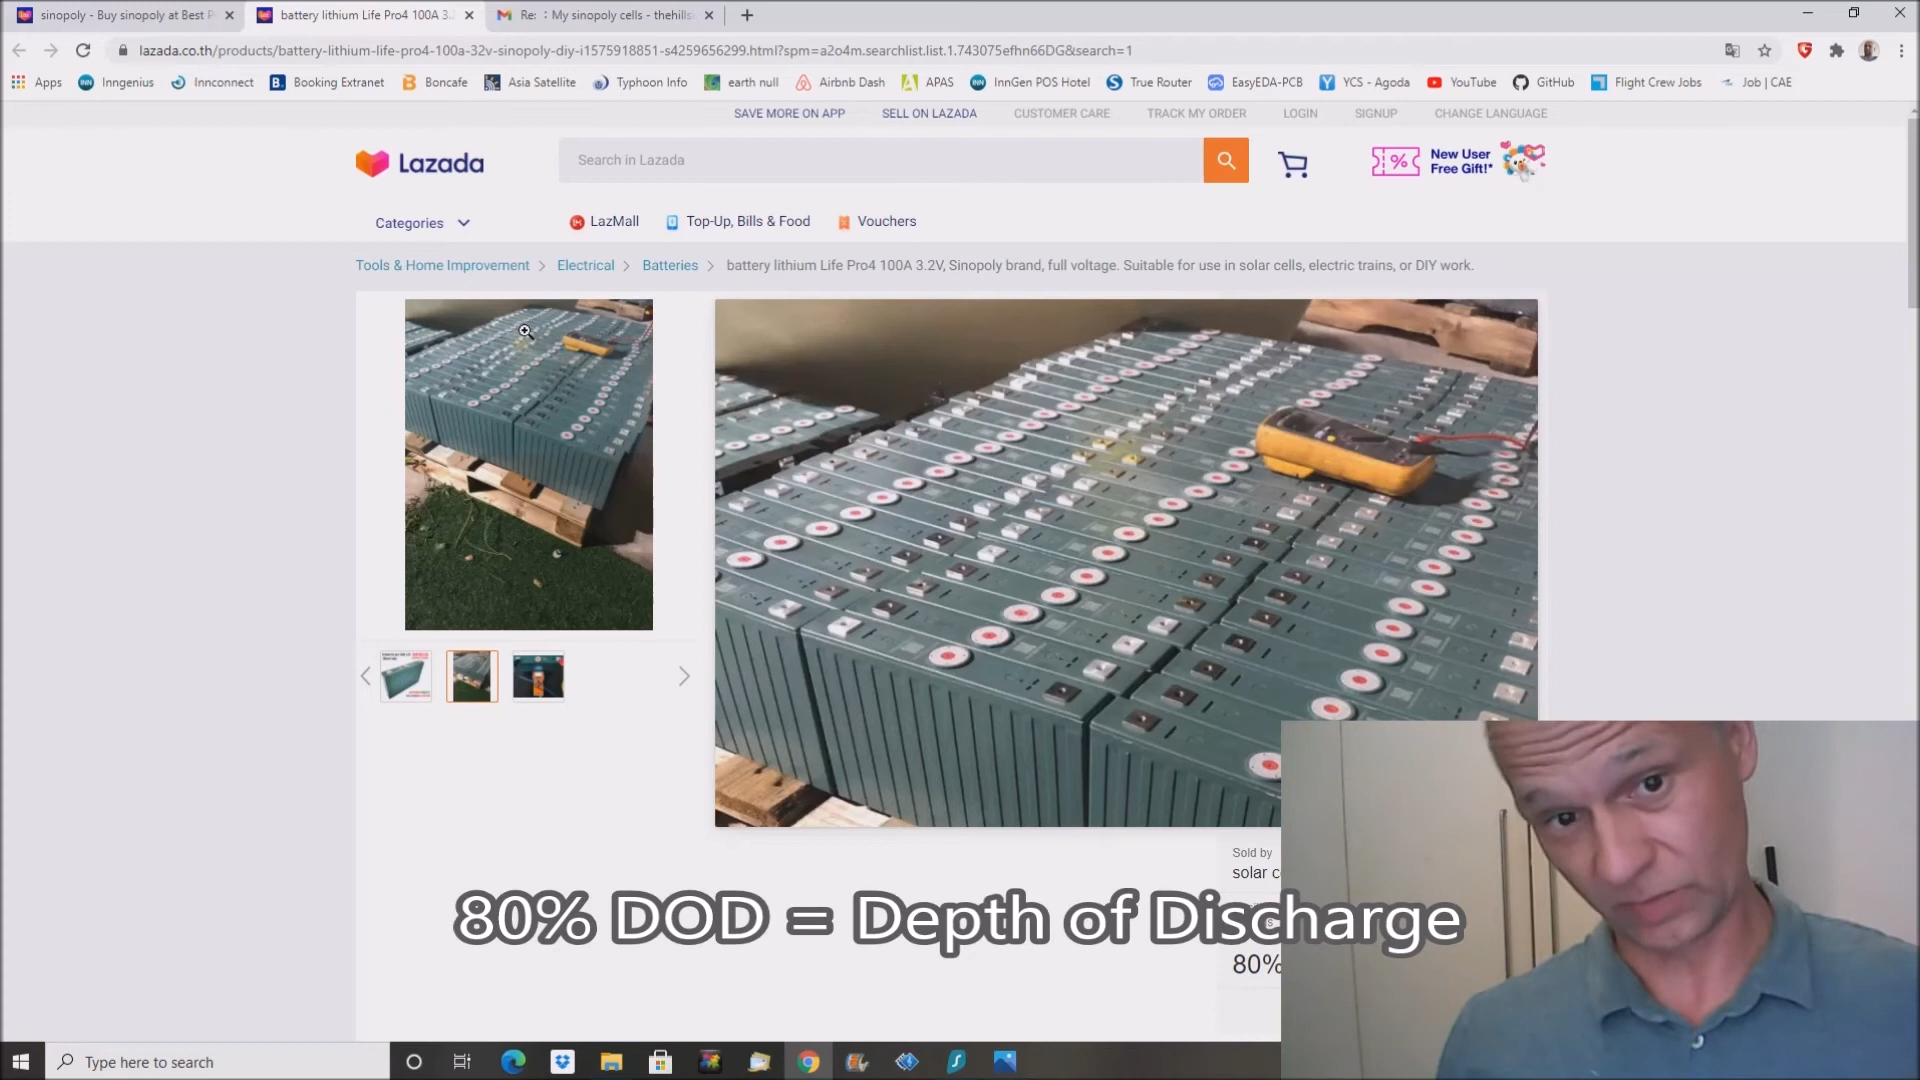 sinopoly - Buy sinopoly at Best P
battery lithium Life Pro4 100A 3.
Re: : My sinopoly cells - thehills
lazada.co.th/products/battery-lithium-life-pro4-100a-32v-sinopoly-diy-i1575918851-s4259656299.html?spm=a2o4m.searchlist.list.1.743075efhn66DG&search=1
Apps
Inngenius
Innconnect
Booking Extranet
Boncafe
Asia Satellite
Typhoon Info
earth null
Airbnb Dash
APAS
InnGen POS Hotel
True Router
EasyEDA-PCB
YCS - Agoda
YouTube
GitHub
Flight Crew Jobs
Job | CAE
SAVE MORE ON APP
SELL ON LAZADA
CUSTOMER CARE
TRACK MY ORDER
LOGIN
SIGNUP
CHANGE LANGUAGE
Lazada
Search in Lazada
New User
Free Gift!*
Categories
LazMall
Top-Up, Bills & Food
Vouchers
Tools & Home Improvement
Electrical
Batteries
battery lithium Life Pro4 100A 3.2V, Sinopoly brand, full voltage. Suitable for use in solar cells, electric trains, or DIY work.
Sold by
solar c
80% DOD = Depth of Discharge
80%
Type here to search